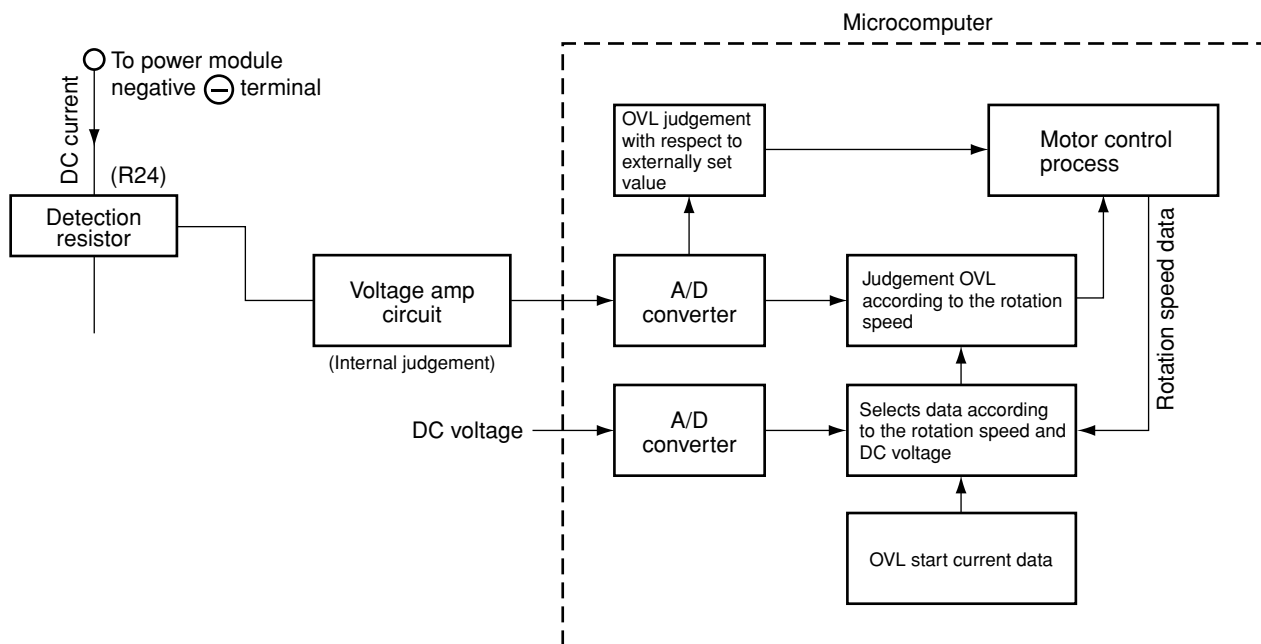 Microcomputer
To power module
negative ⊖ terminal
DC current
(R24)
Detection
resistor
Voltage amp
circuit
(Internal judgement)
OVL judgement
with respect to
externally set
value
Motor control
process
A/D
converter
Judgement OVL
according to the rotation
speed
Rotation speed data
DC voltage
A/D
converter
Selects data according
to the rotation speed and
DC voltage
OVL start current data